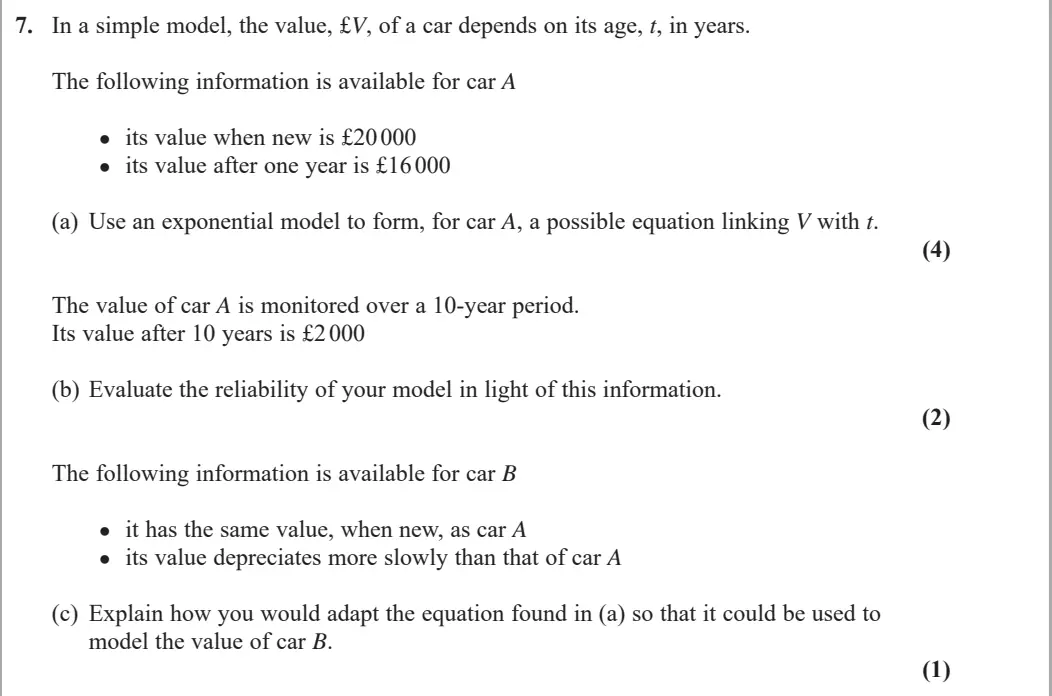 7. In a simple model, the value, £V, of a car depends on its age, t, in years.
The following information is available for car A
• its value when new is £20 000
• its value after one year is £16 000
(a) Use an exponential model to form, for car A, a possible equation linking V with t.
(4)
The value of car A is monitored over a 10-year period.
Its value after 10 years is £2 000
(b) Evaluate the reliability of your model in light of this information.
(2)
The following information is available for car B
• it has the same value, when new, as car A
• its value depreciates more slowly than that of car A
(c) Explain how you would adapt the equation found in (a) so that it could be used to
model the value of car B.
(1)